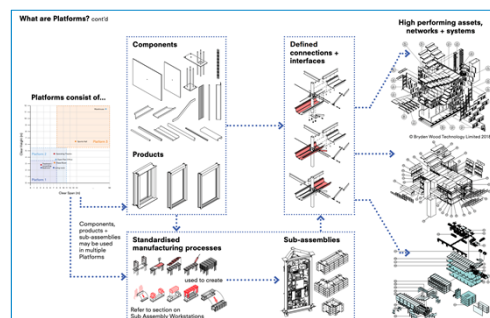 What are Platforms? cont'd
Platforms consist of...
Components
Products
Components,
products +
sub-assemblies
may be used
in multiple
Platforms
Standardised
manufacturing processes
used to create
Refer to section on
Sub Assembly Workstations
Defined
connections +
interfaces
Sub-assemblies
High performing assets,
networks + systems
© Bryden Wood Technology Limited 2018
Clear Span (m)